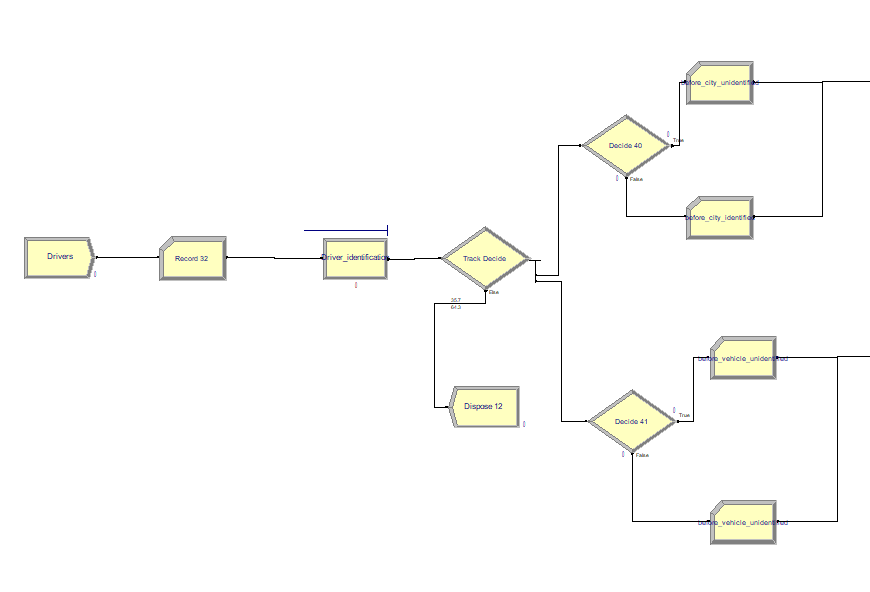 before_city_unidentified
Decide 40
True
False
before_city_identified
Drivers
Record 32
Driver_identification
Track Decide
Else
35.7
64.3
before_vehicle_unidentified
Dispose 12
Decide 41
True
False
before_vehicle_unidentified